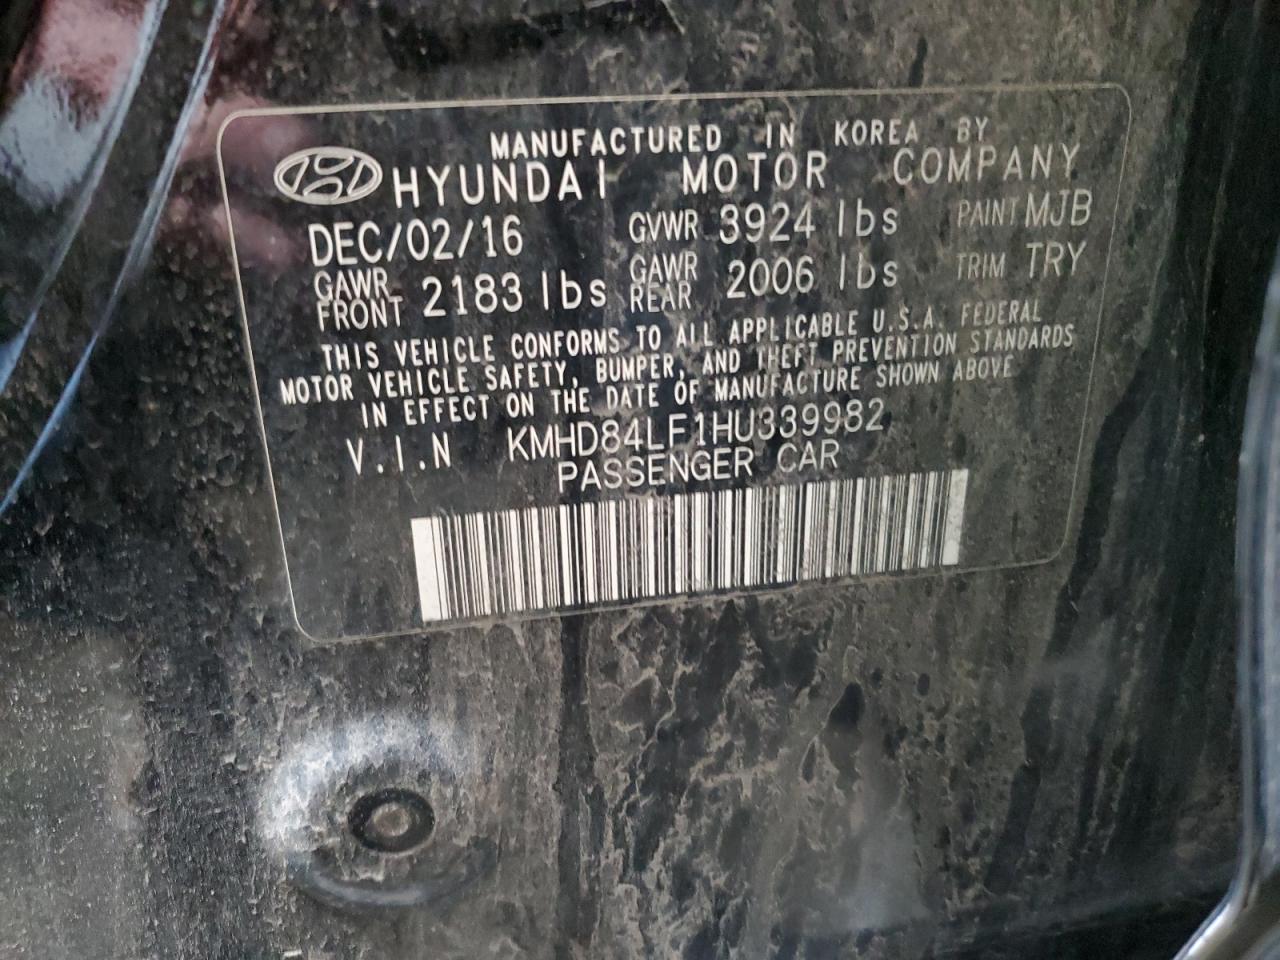 MANUFACTURED IN KOREA BY
HYUNDAI MOTOR COMPANY
DEC/02/16 GVWR 3924 lbs PAINT MJB
GAWR FRONT 2183 lbs GAWR REAR 2006 lbs TRIM TRY
THIS VEHICLE CONFORMS TO ALL APPLICABLE U.S.A. FEDERAL
MOTOR VEHICLE SAFETY, BUMPER, AND THEFT PREVENTION STANDARDS
IN EFFECT ON THE DATE OF MANUFACTURE SHOWN ABOVE
V.I.N KMHD84LF1HU339982
PASSENGER CAR